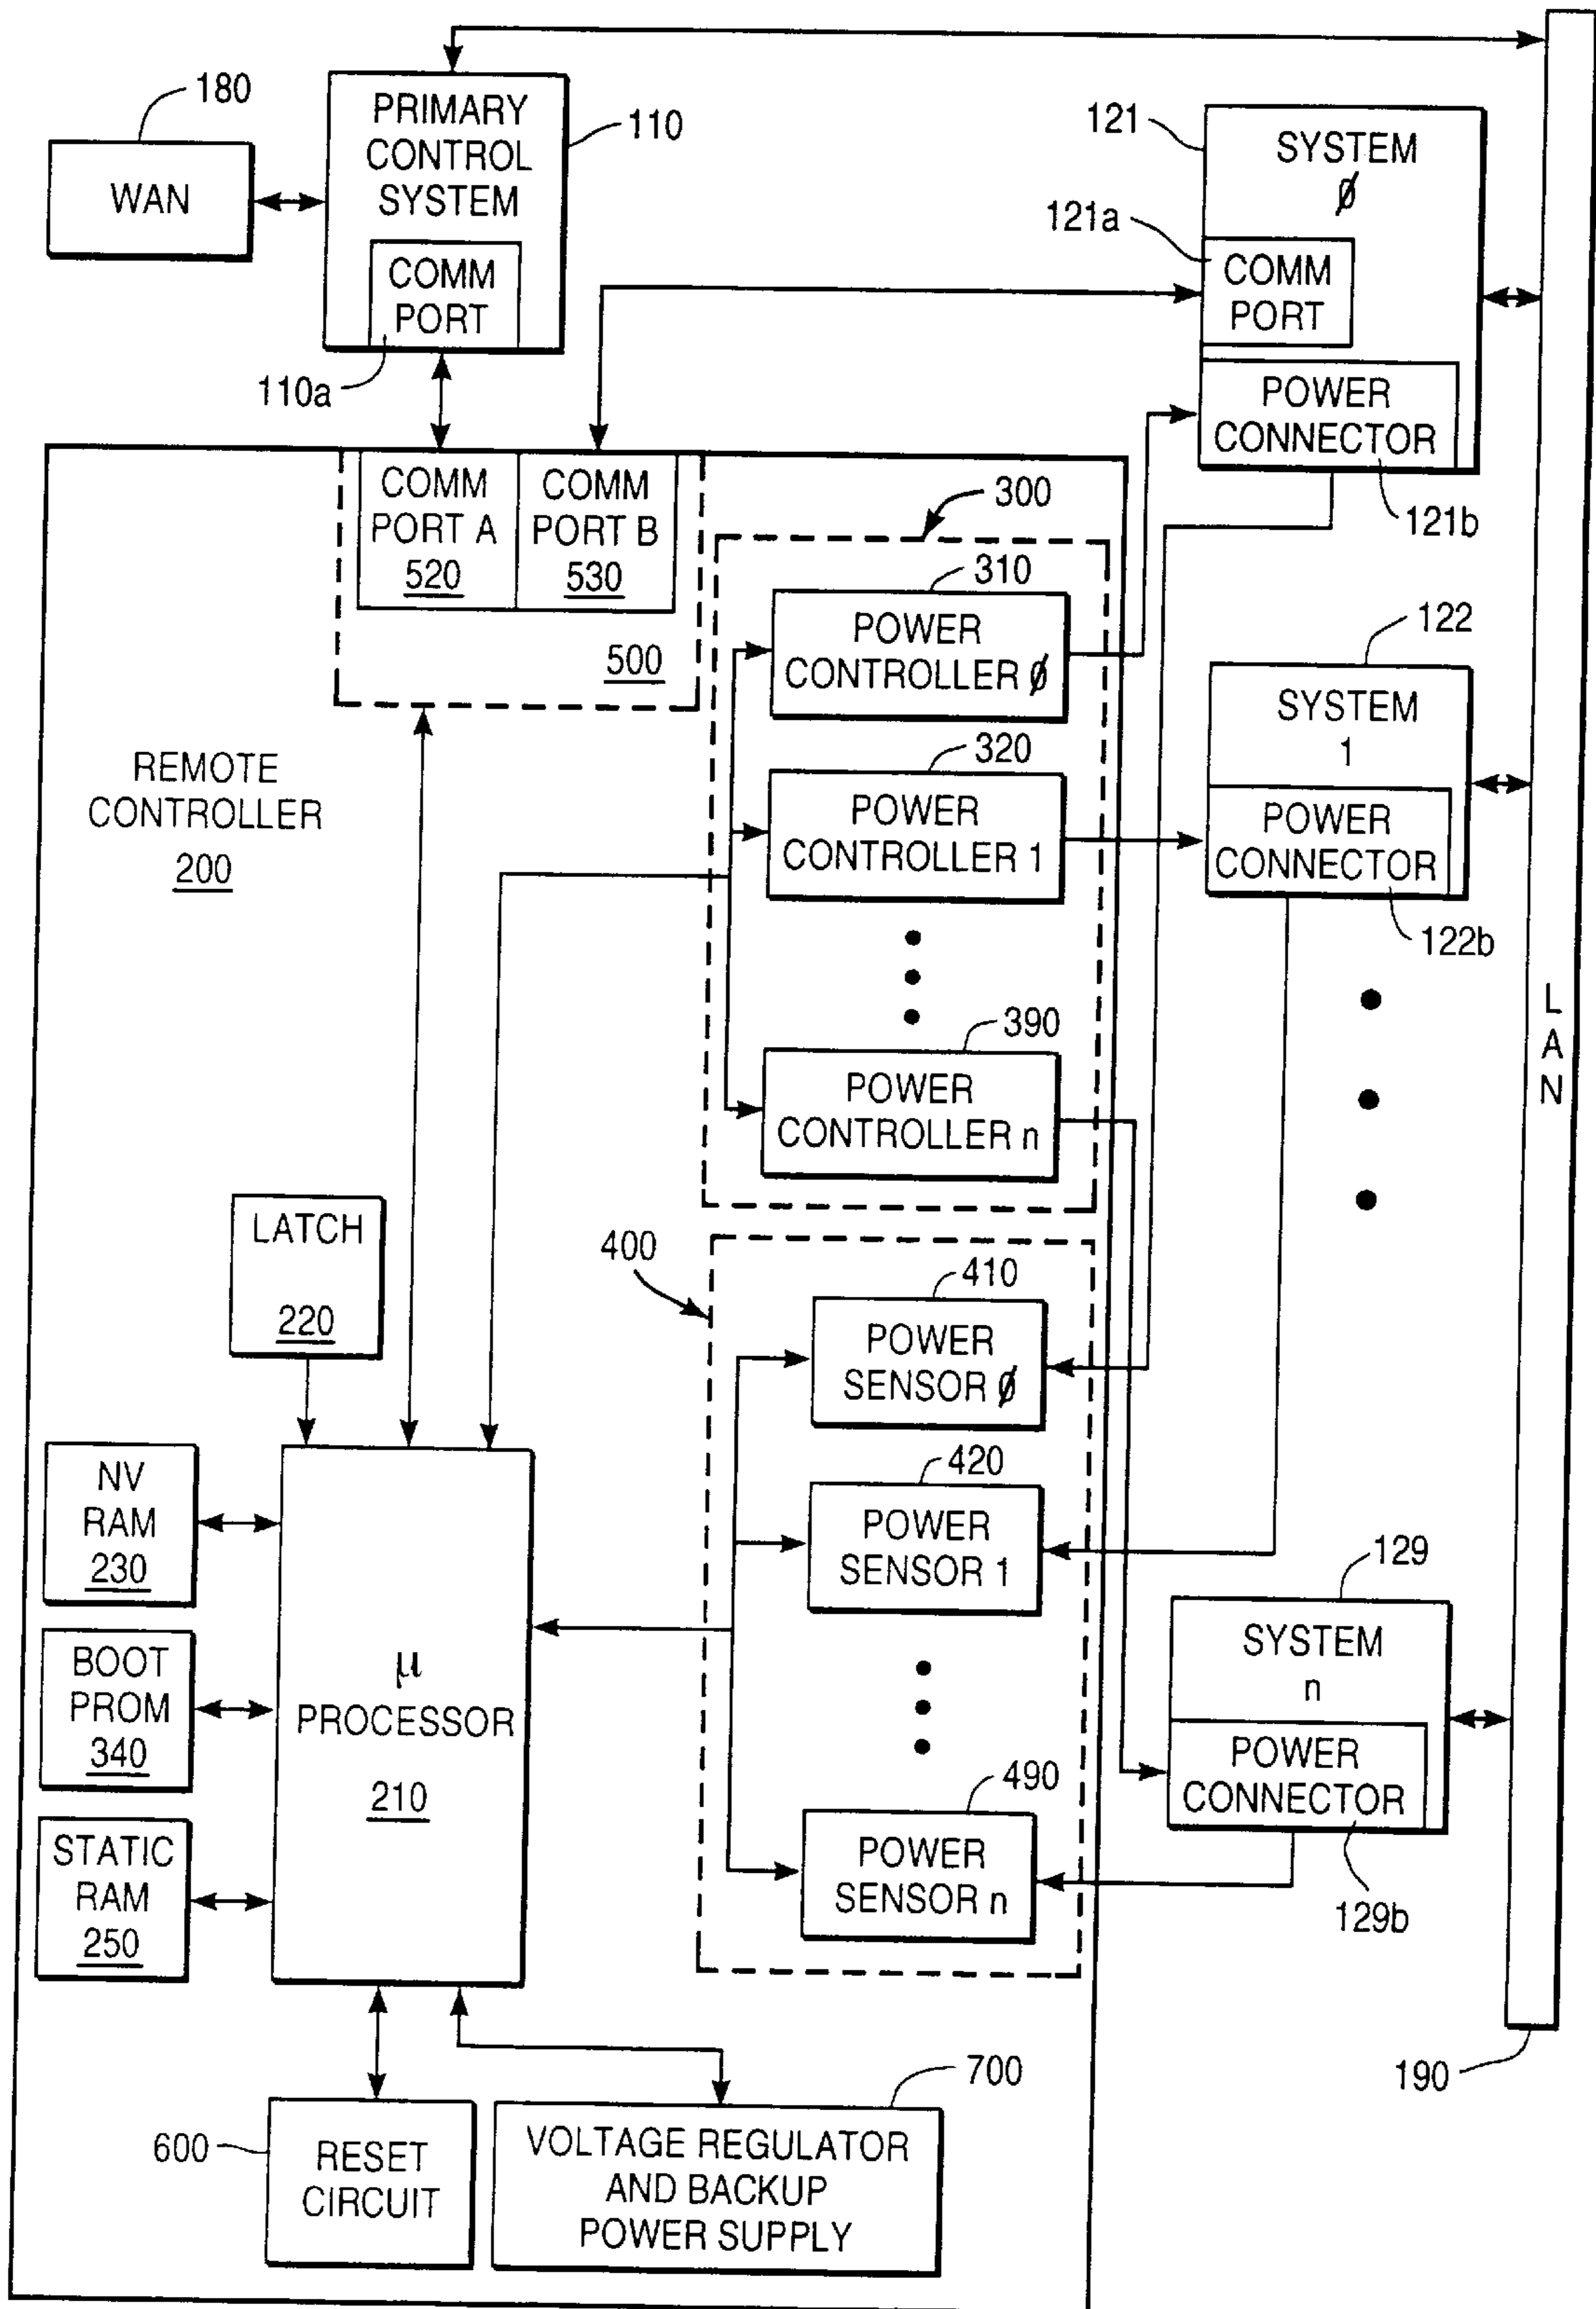 180
WAN
PRIMARY
CONTROL
SYSTEM
110
COMM
PORT
110a
121
SYSTEM
Ø
121a
COMM
PORT
POWER
CONNECTOR
121b
COMM
PORT A
520
COMM
PORT B
530
500
REMOTE
CONTROLLER
200
300
310
POWER
CONTROLLER Ø
320
POWER
CONTROLLER 1
390
POWER
CONTROLLER n
122
SYSTEM
1
POWER
CONNECTOR
122b
L
A
N
LATCH
220
400
410
POWER
SENSOR Ø
420
POWER
SENSOR 1
490
POWER
SENSOR n
NV
RAM
230
BOOT
PROM
340
STATIC
RAM
250
µ
PROCESSOR
210
129
SYSTEM
n
POWER
CONNECTOR
129b
190
600
RESET
CIRCUIT
700
VOLTAGE REGULATOR
AND BACKUP
POWER SUPPLY